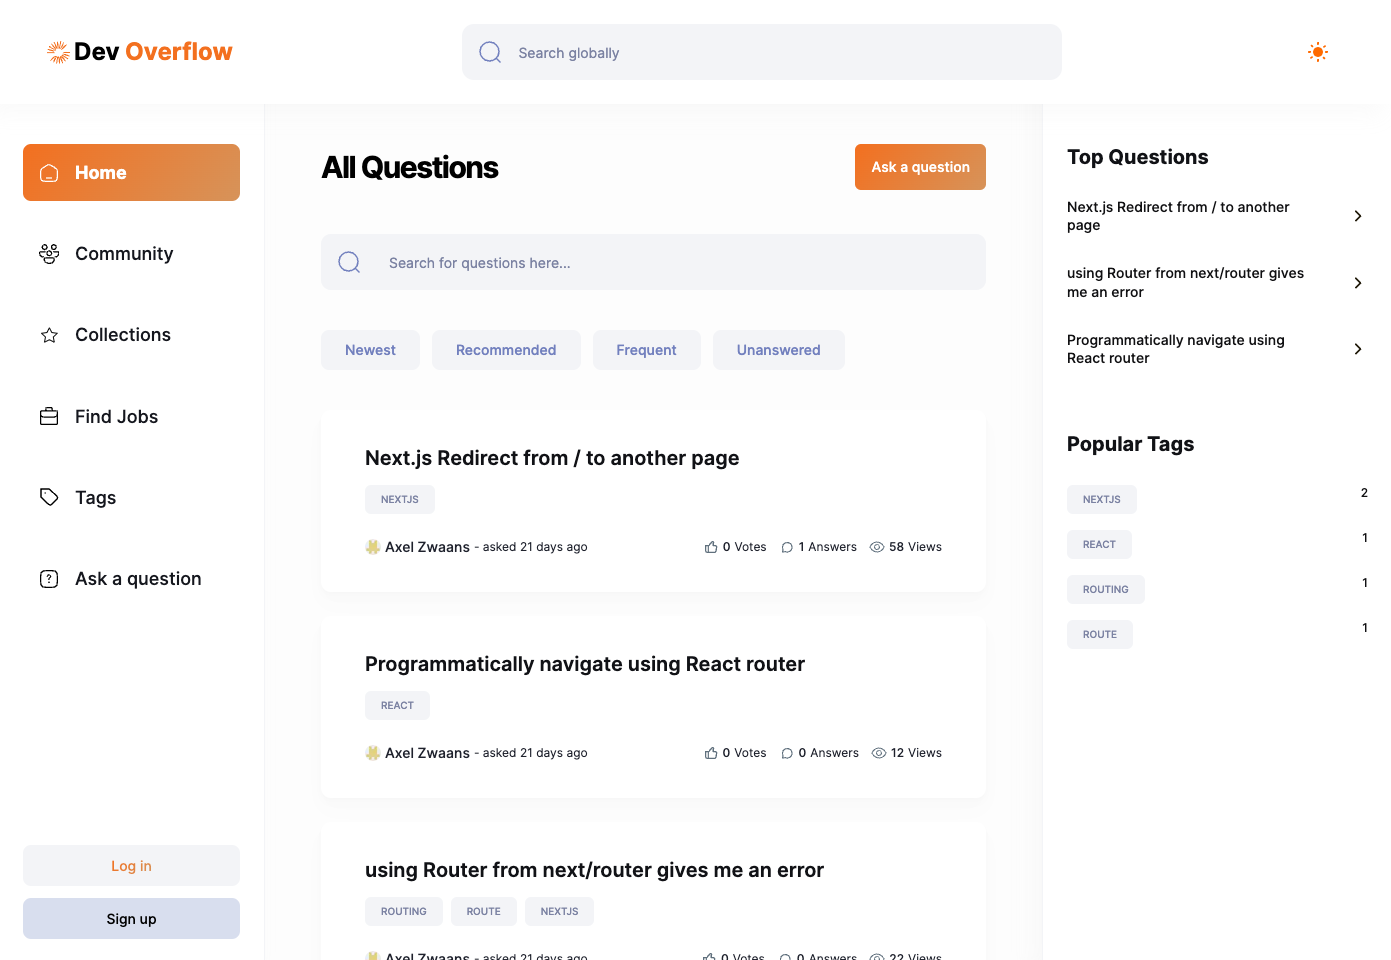 Dev Overflow
Search globally
Home
Community
Collections
Find Jobs
Tags
Ask a question
Log in
Sign up
All Questions
Ask a question
Search for questions here...
Newest
Recommended
Frequent
Unanswered
Next.js Redirect from / to another page
NEXTJS
Axel Zwaans - asked 21 days ago
0 Votes
1 Answers
58 Views
Programmatically navigate using React router
REACT
Axel Zwaans - asked 21 days ago
0 Votes
0 Answers
12 Views
using Router from next/router gives me an error
ROUTING
ROUTE
NEXTJS
Axel Zwaans - asked 21 days ago
0 Votes
0 Answers
22 Views
Top Questions
Next.js Redirect from / to another
page
using Router from next/router gives
me an error
Programmatically navigate using
React router
Popular Tags
NEXTJS
2
REACT
1
ROUTING
1
ROUTE
1